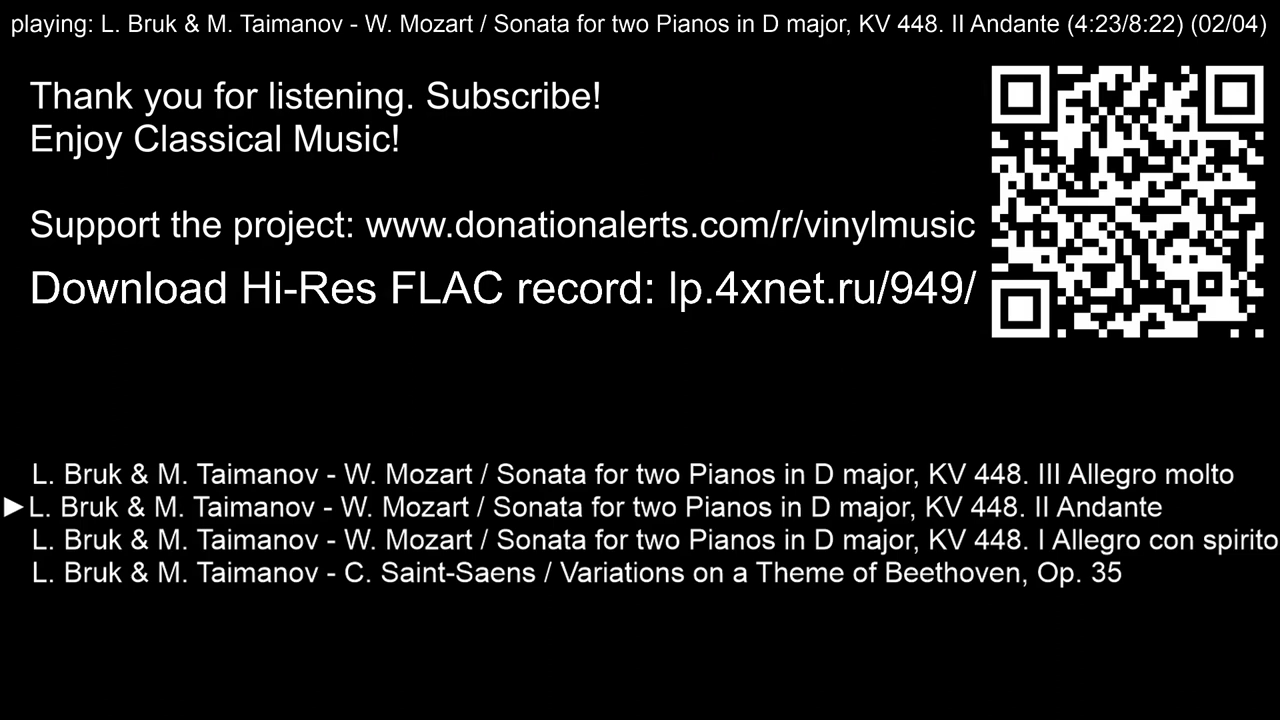 playing: L. Bruk & M. Taimanov - W. Mozart / Sonata for two Pianos in D major, KV 448. II Andante (4:23/8:22) (02/04)
Thank you for listening. Subscribe!
Enjoy Classical Music!
Support the project: www.donationalerts.com/r/vinylmusic
Download Hi-Res FLAC record: lp.4xnet.ru/949/
L. Bruk & M. Taimanov - W. Mozart / Sonata for two Pianos in D major, KV 448. III Allegro molto
►L. Bruk & M. Taimanov - W. Mozart / Sonata for two Pianos in D major, KV 448. II Andante
L. Bruk & M. Taimanov - W. Mozart / Sonata for two Pianos in D major, KV 448. I Allegro con spirito
L. Bruk & M. Taimanov - C. Saint-Saens / Variations on a Theme of Beethoven, Op. 35